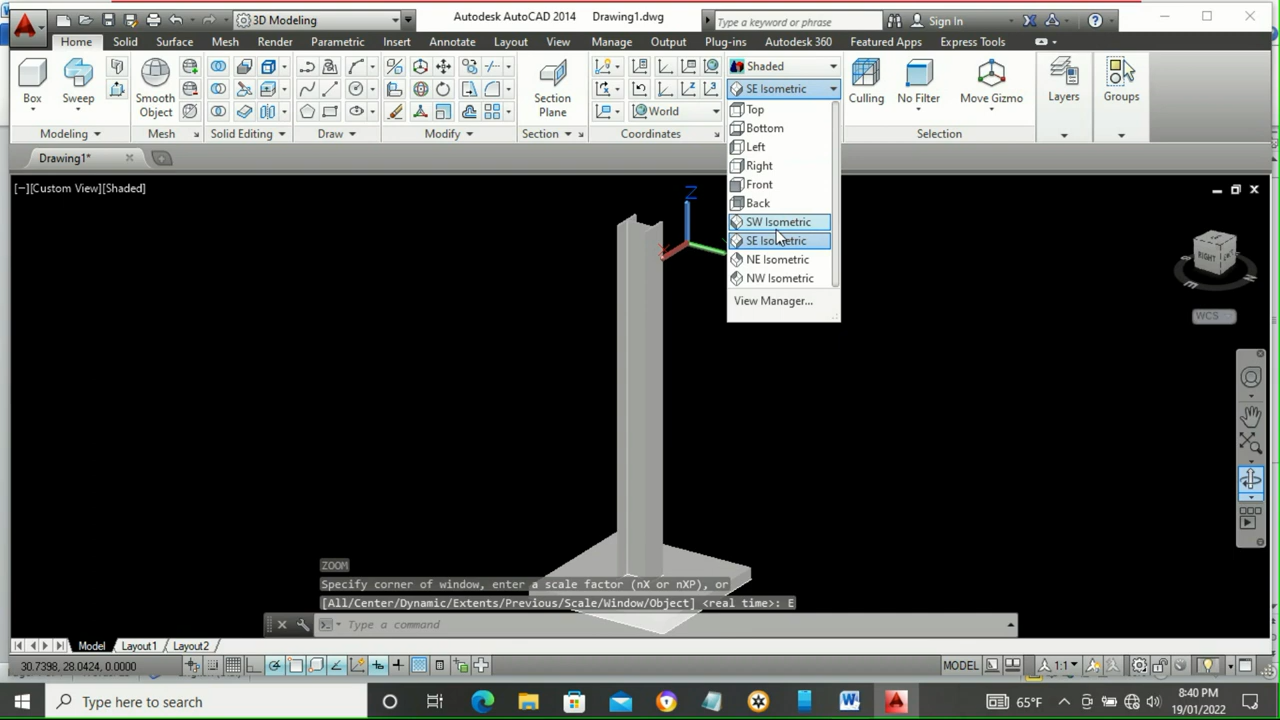 3D Modeling
Autodesk AutoCAD 2014 Drawing1.dwg
Type a keyword or phrase
Sign In
Home Solid Surface Mesh Render Parametric Insert Annotate Layout View Manage Output Plug-ins Autodesk 360 Featured Apps Express Tools
Shaded
SE Isometric
World
Box
Sweep
Smooth
Object
Section
Plane
Culling
No Filter
Move Gizmo
Layers
Groups
Modeling
Mesh
Solid Editing
Draw
Modify
Section
Coordinates
Selection
Drawing1*
Top
Bottom
Left
Right
Front
Back
SW Isometric
SE Isometric
NE Isometric
NW Isometric
View Manager...
[−][Custom View][Shaded]
Z
X
RIGHT
WCS
ZOOM
Specify corner of window, enter a scale factor (nX or nXP), or
[All/Center/Dynamic/Extents/Previous/Scale/Window/Object] <real time>: E
Type a command
Model Layout1 Layout2
30.7398, 28.0424, 0.0000
MODEL
1:1
Type here to search
65°F
8:40 PM
19/01/2022